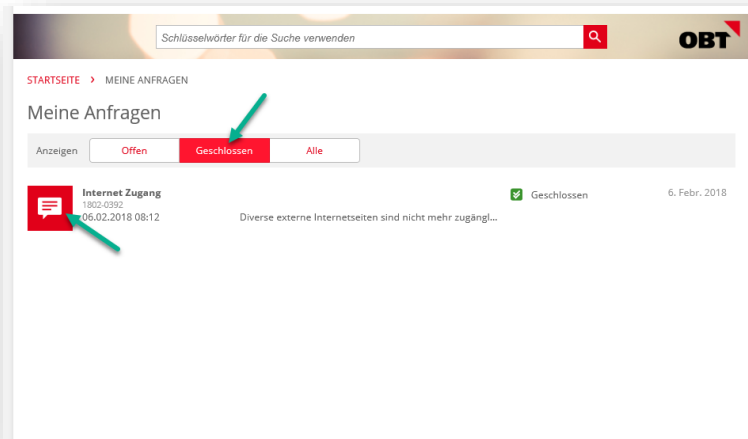 Schlüsselwörter für die Suche verwenden
OBT
STARTSEITE > MEINE ANFRAGEN
Meine Anfragen
Anzeigen Offen Geschlossen Alle
Internet Zugang Geschlossen 6. Febr. 2018
1802-0392
06.02.2018 08:12 Diverse externe Internetseiten sind nicht mehr zugängl...